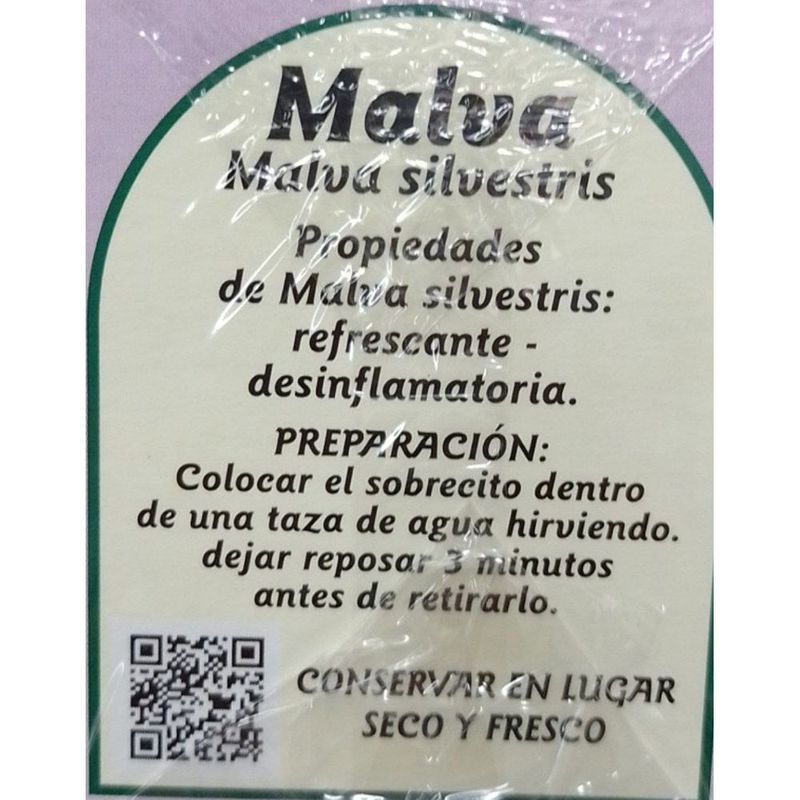 Malva
Malva silvestris
Propiedades
de Malva silvestris:
refrescante -
desinflamatoria.
PREPARACIÓN:
Colocar el sobrecito dentro
de una taza de agua hirviendo.
dejar reposar 3 minutos
antes de retirarlo.
CONSERVAR EN LUGAR
SECO Y FRESCO